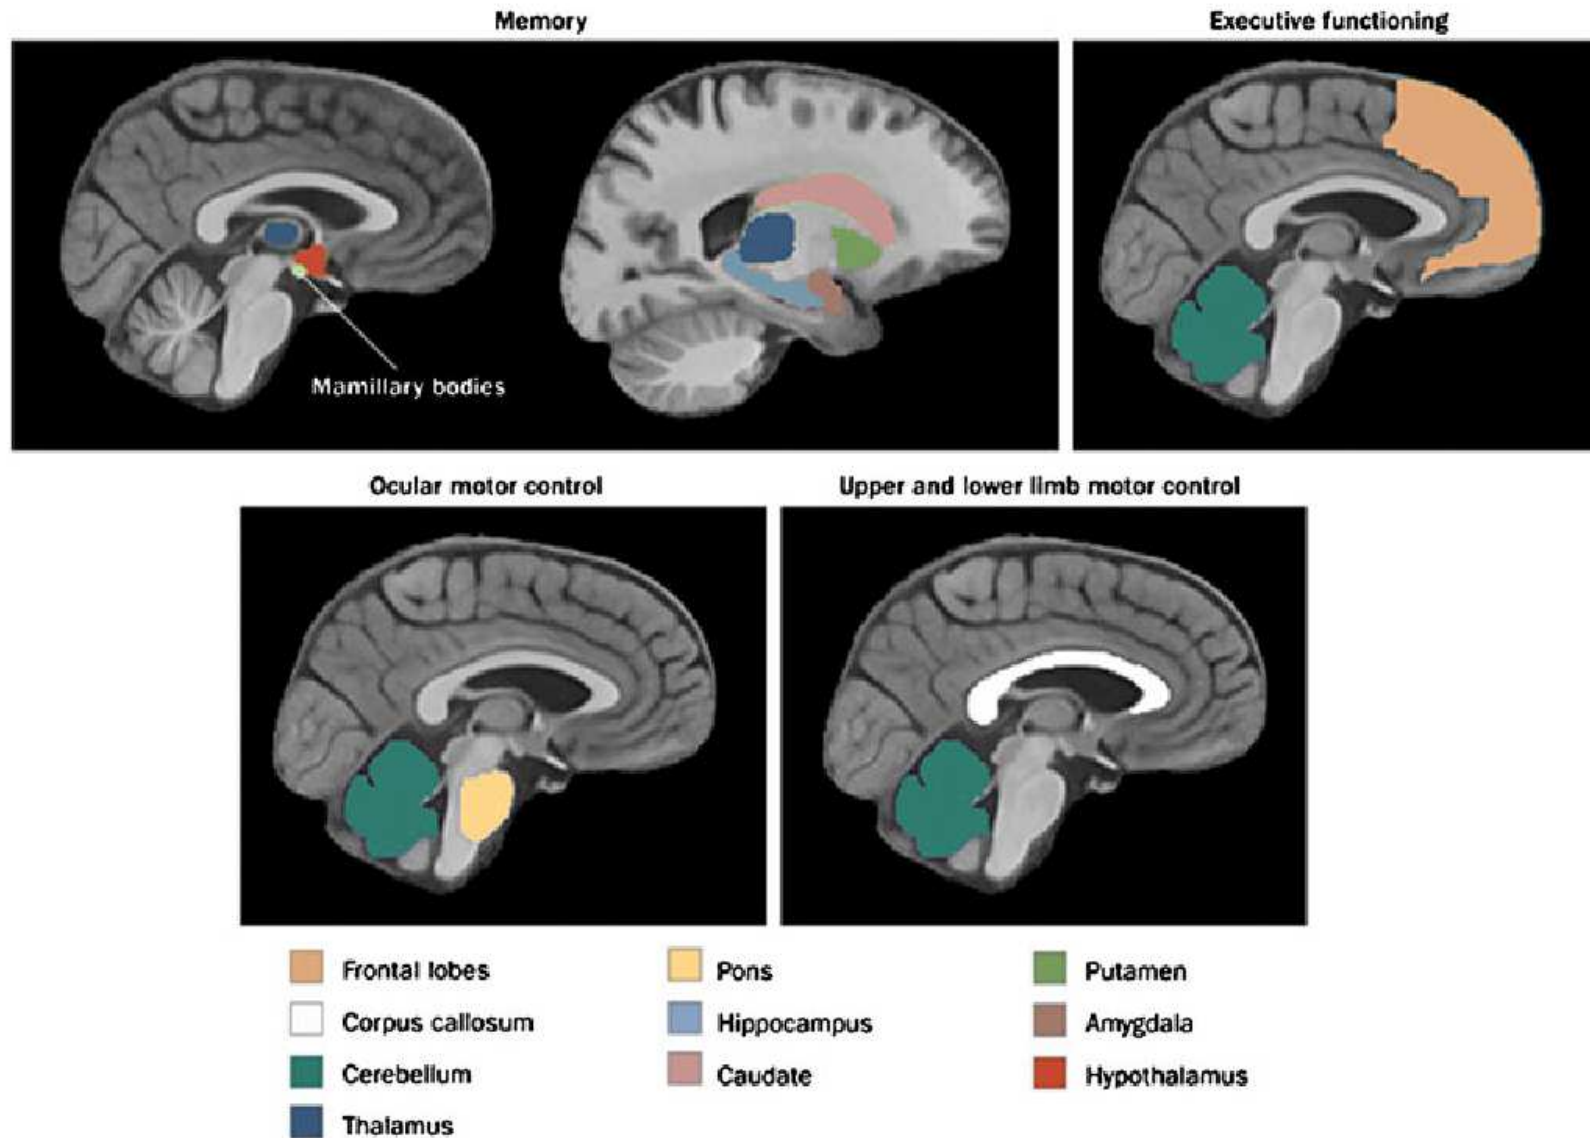 Memory
Executive functioning
Mamillary bodies
Ocular motor control
Upper and lower limb motor control
Frontal lobes
Pons
Putamen
Corpus callosum
Hippocampus
Amygdala
Cerebellum
Caudate
Hypothalamus
Thalamus